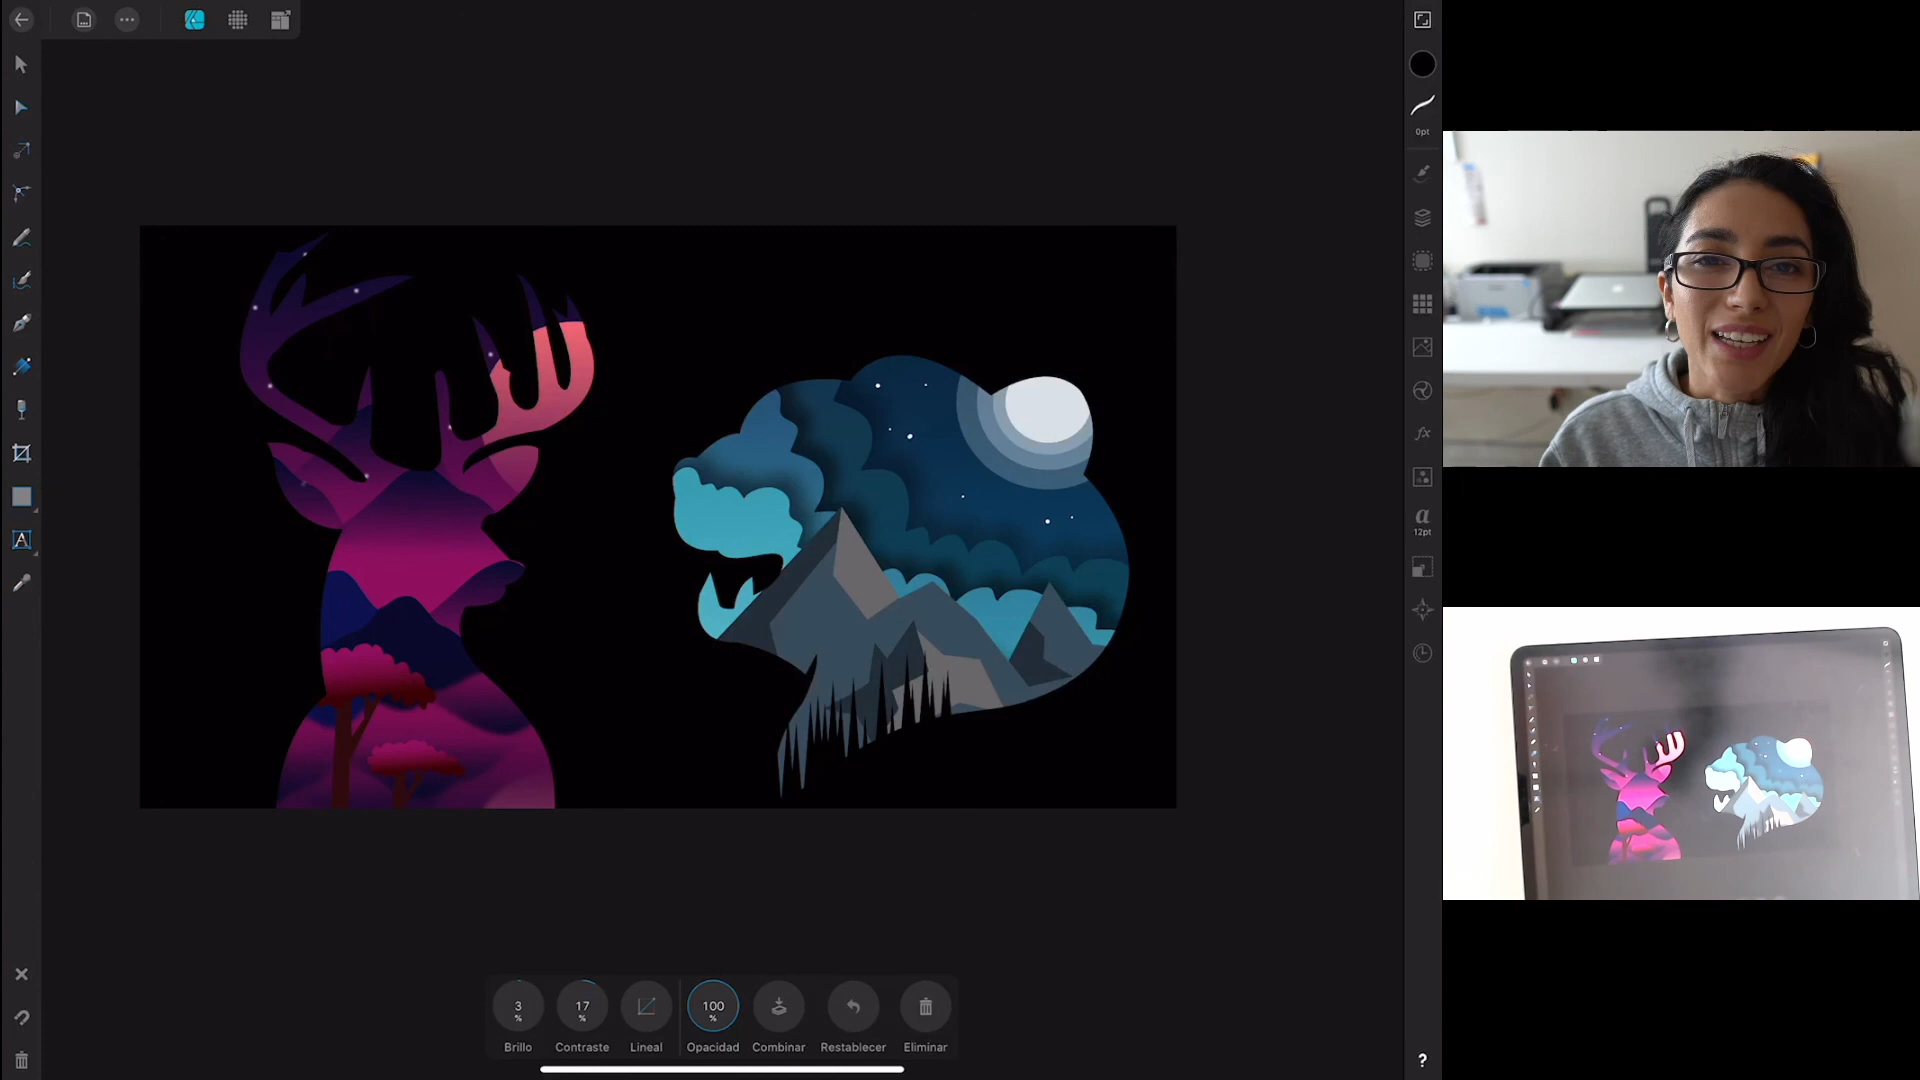 0pt
a
12pt
A
3
%
17
%
100
%
Brillo
Contraste
Lineal
Opacidad
Combinar
Restablecer
Eliminar
?